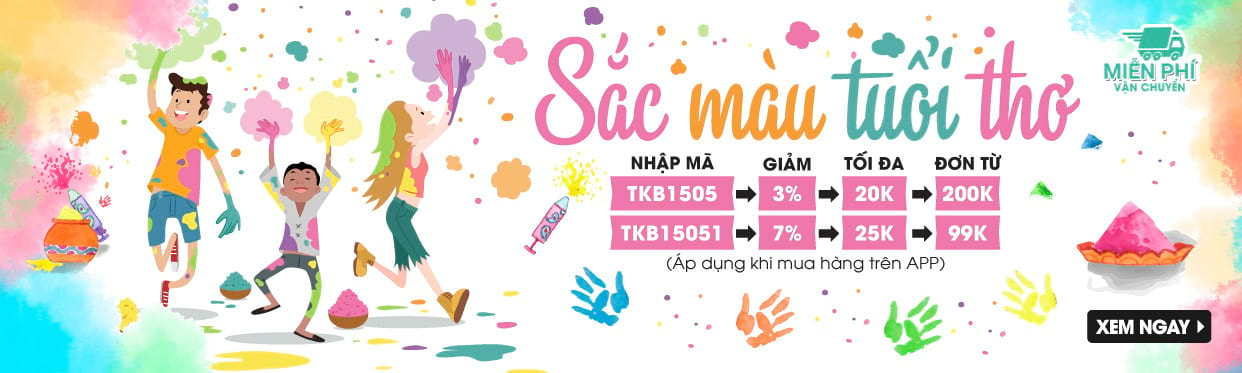 Sắc màu tuổi thơ
MIỄN PHÍ
VẬN CHUYỂN
NHẬP MÃ GIẢM TỐI ĐA ĐƠN TỪ
TKB1505 3% 20K 200K
TKB15051 7% 25K 99K
(Áp dụng khi mua hàng trên APP)
XEM NGAY